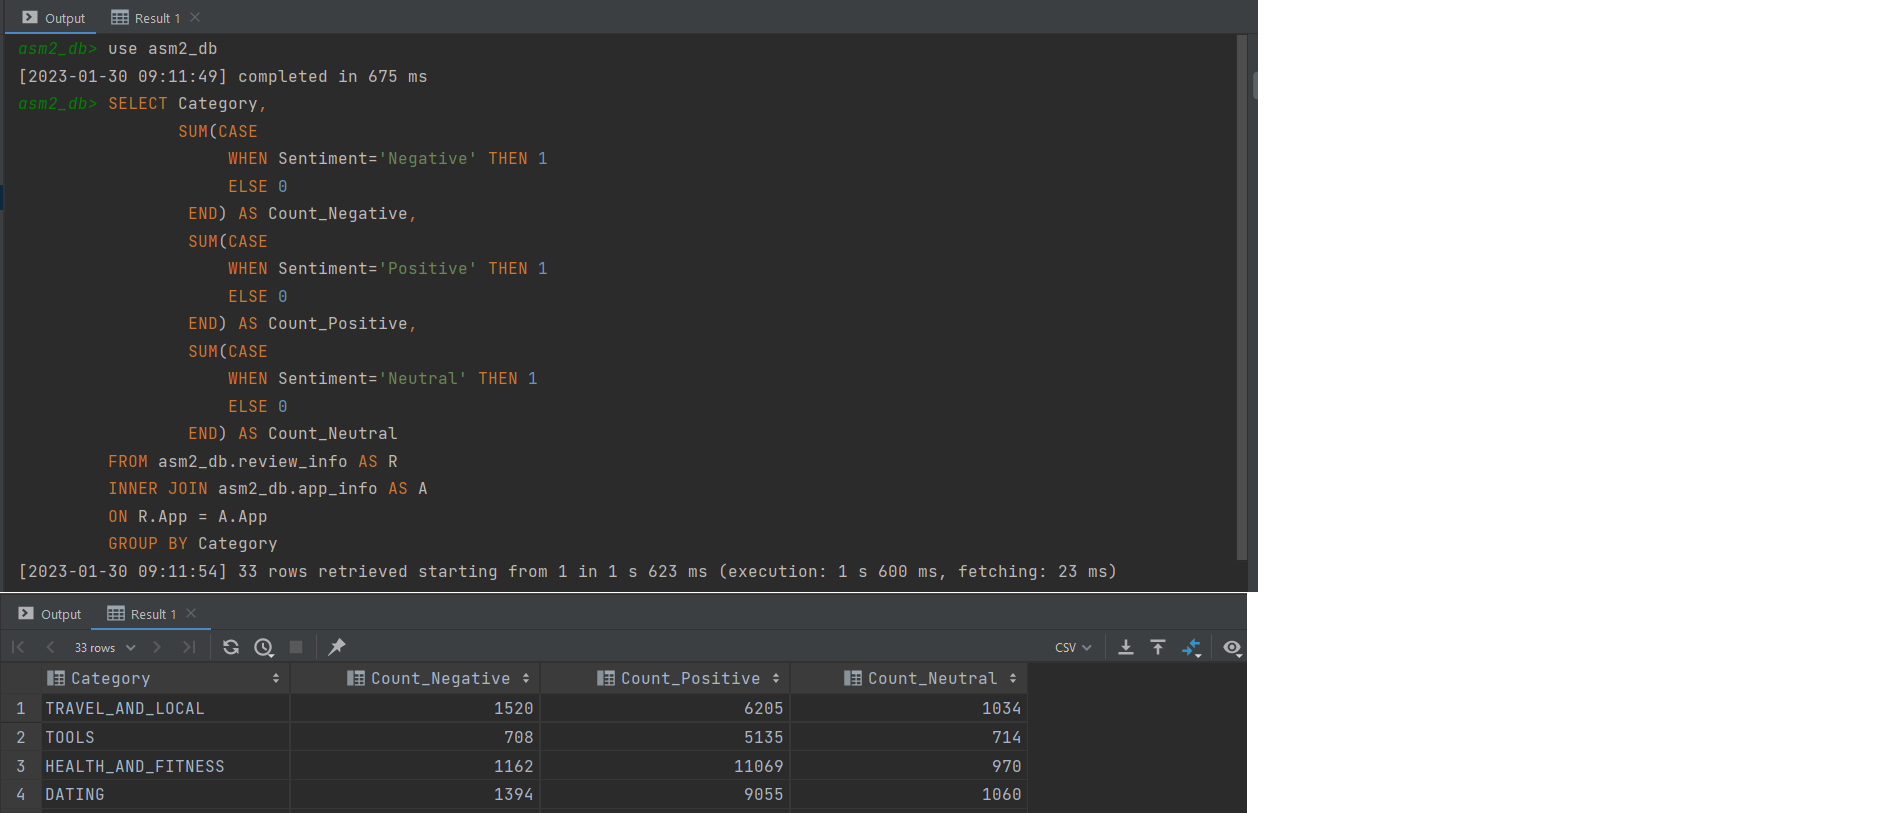 Output Result 1
asm2_db> use asm2_db
[2023-01-30 09:11:49] completed in 675 ms
asm2_db> SELECT Category,
SUM(CASE
WHEN Sentiment='Negative' THEN 1
ELSE 0
END) AS Count_Negative,
SUM(CASE
WHEN Sentiment='Positive' THEN 1
ELSE 0
END) AS Count_Positive,
SUM(CASE
WHEN Sentiment='Neutral' THEN 1
ELSE 0
END) AS Count_Neutral
FROM asm2_db.review_info AS R
INNER JOIN asm2_db.app_info AS A
ON R.App = A.App
GROUP BY Category
[2023-01-30 09:11:54] 33 rows retrieved starting from 1 in 1 s 623 ms (execution: 1 s 600 ms, fetching: 23 ms)
Output Result 1
33 rows CSV
Category Count_Negative Count_Positive Count_Neutral
1 TRAVEL_AND_LOCAL 1520 6205 1034
2 TOOLS 708 5135 714
3 HEALTH_AND_FITNESS 1162 11069 970
4 DATING 1394 9055 1060